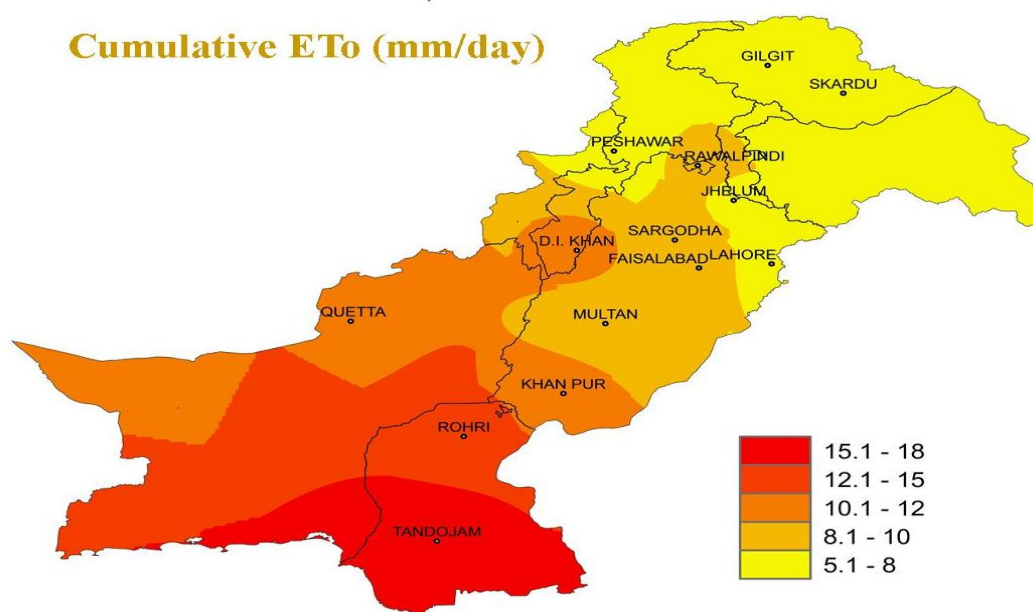 Cumulative ETo (mm/day)
GILGIT
SKARDU
PESHAWAR
RAWALPINDI
JHELUM
SARGODHA
D.I. KHAN
FAISALABAD
LAHORE
QUETTA
MULTAN
KHAN PUR
ROHRI
TANDOJAM
15.1 - 18
12.1 - 15
10.1 - 12
8.1 - 10
5.1 - 8